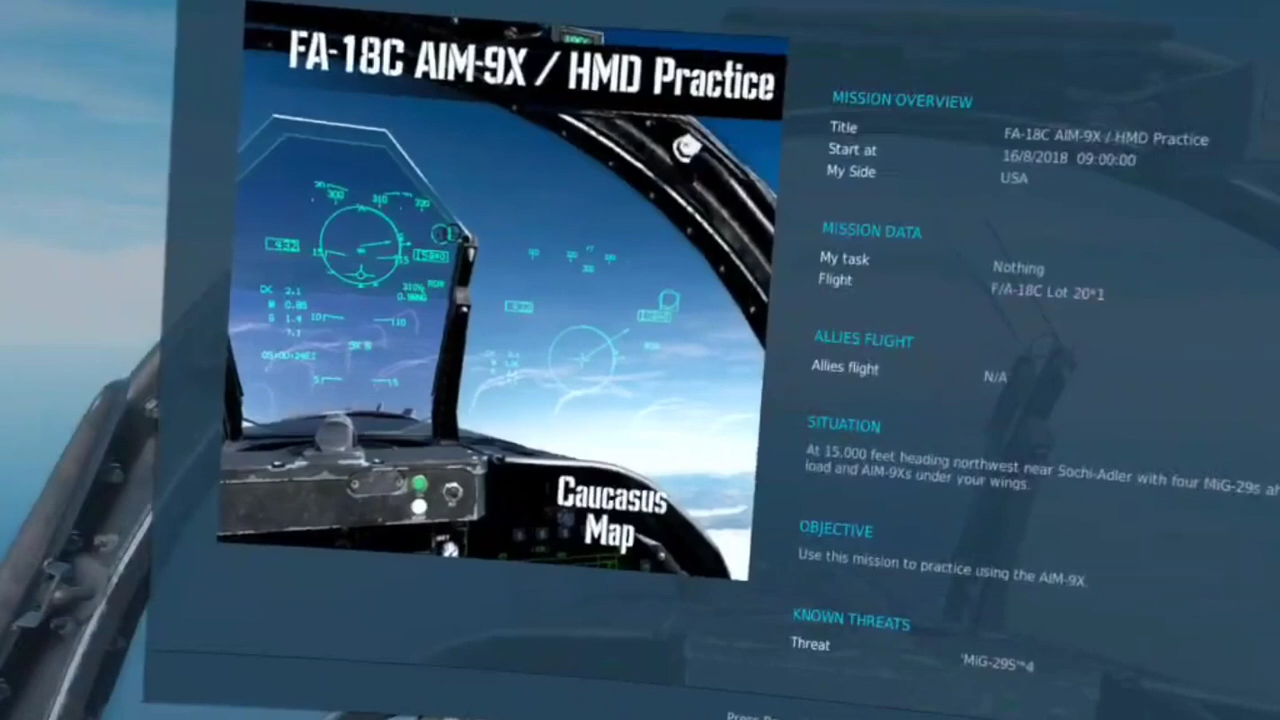 FA-18C AIM-9X / HMD Practice
Caucasus
Map
MISSION OVERVIEW
Title FA-18C AIM-9X / HMD Practice
Start at 16/8/2018 09:00:00
My Side USA
MISSION DATA
My task Nothing
Flight F/A-18C Lot 20*1
ALLIES FLIGHT
Allies flight N/A
SITUATION
At 15,000 feet heading northwest near Sochi-Adler with four MiG-29s
load and AIM-9Xs under your wings.
OBJECTIVE
Use this mission to practice using the AIM-9X.
KNOWN THREATS
Threat 'MiG-29S'*4